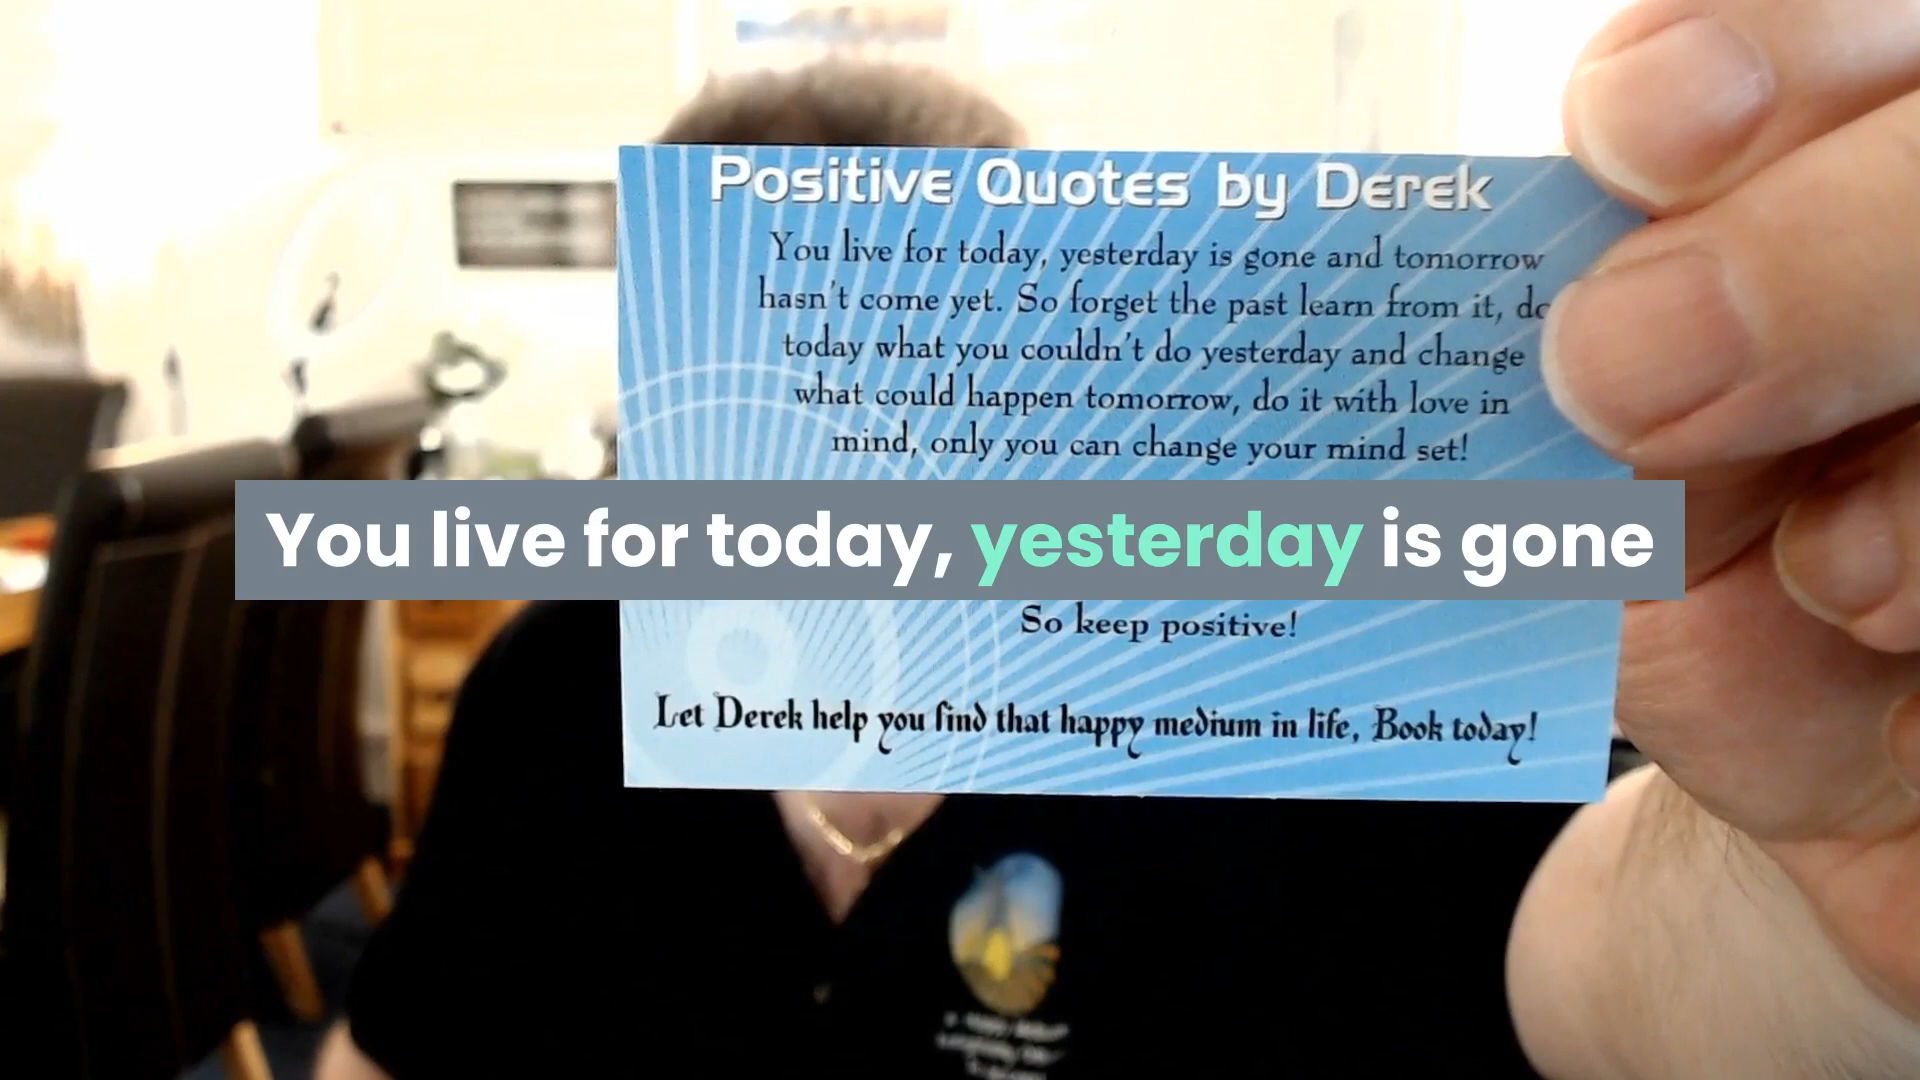 Positive Quotes by Derek
You live for today, yesterday is gone and tomorrow
hasn't come yet. So forget the past learn from it, do
today what you couldn't do yesterday and change
what could happen tomorrow, do it with love in
mind, only you can change your mind set!
You live for today, yesterday is gone
So keep positive!
Let Derek help you find that happy medium in life, Book today!